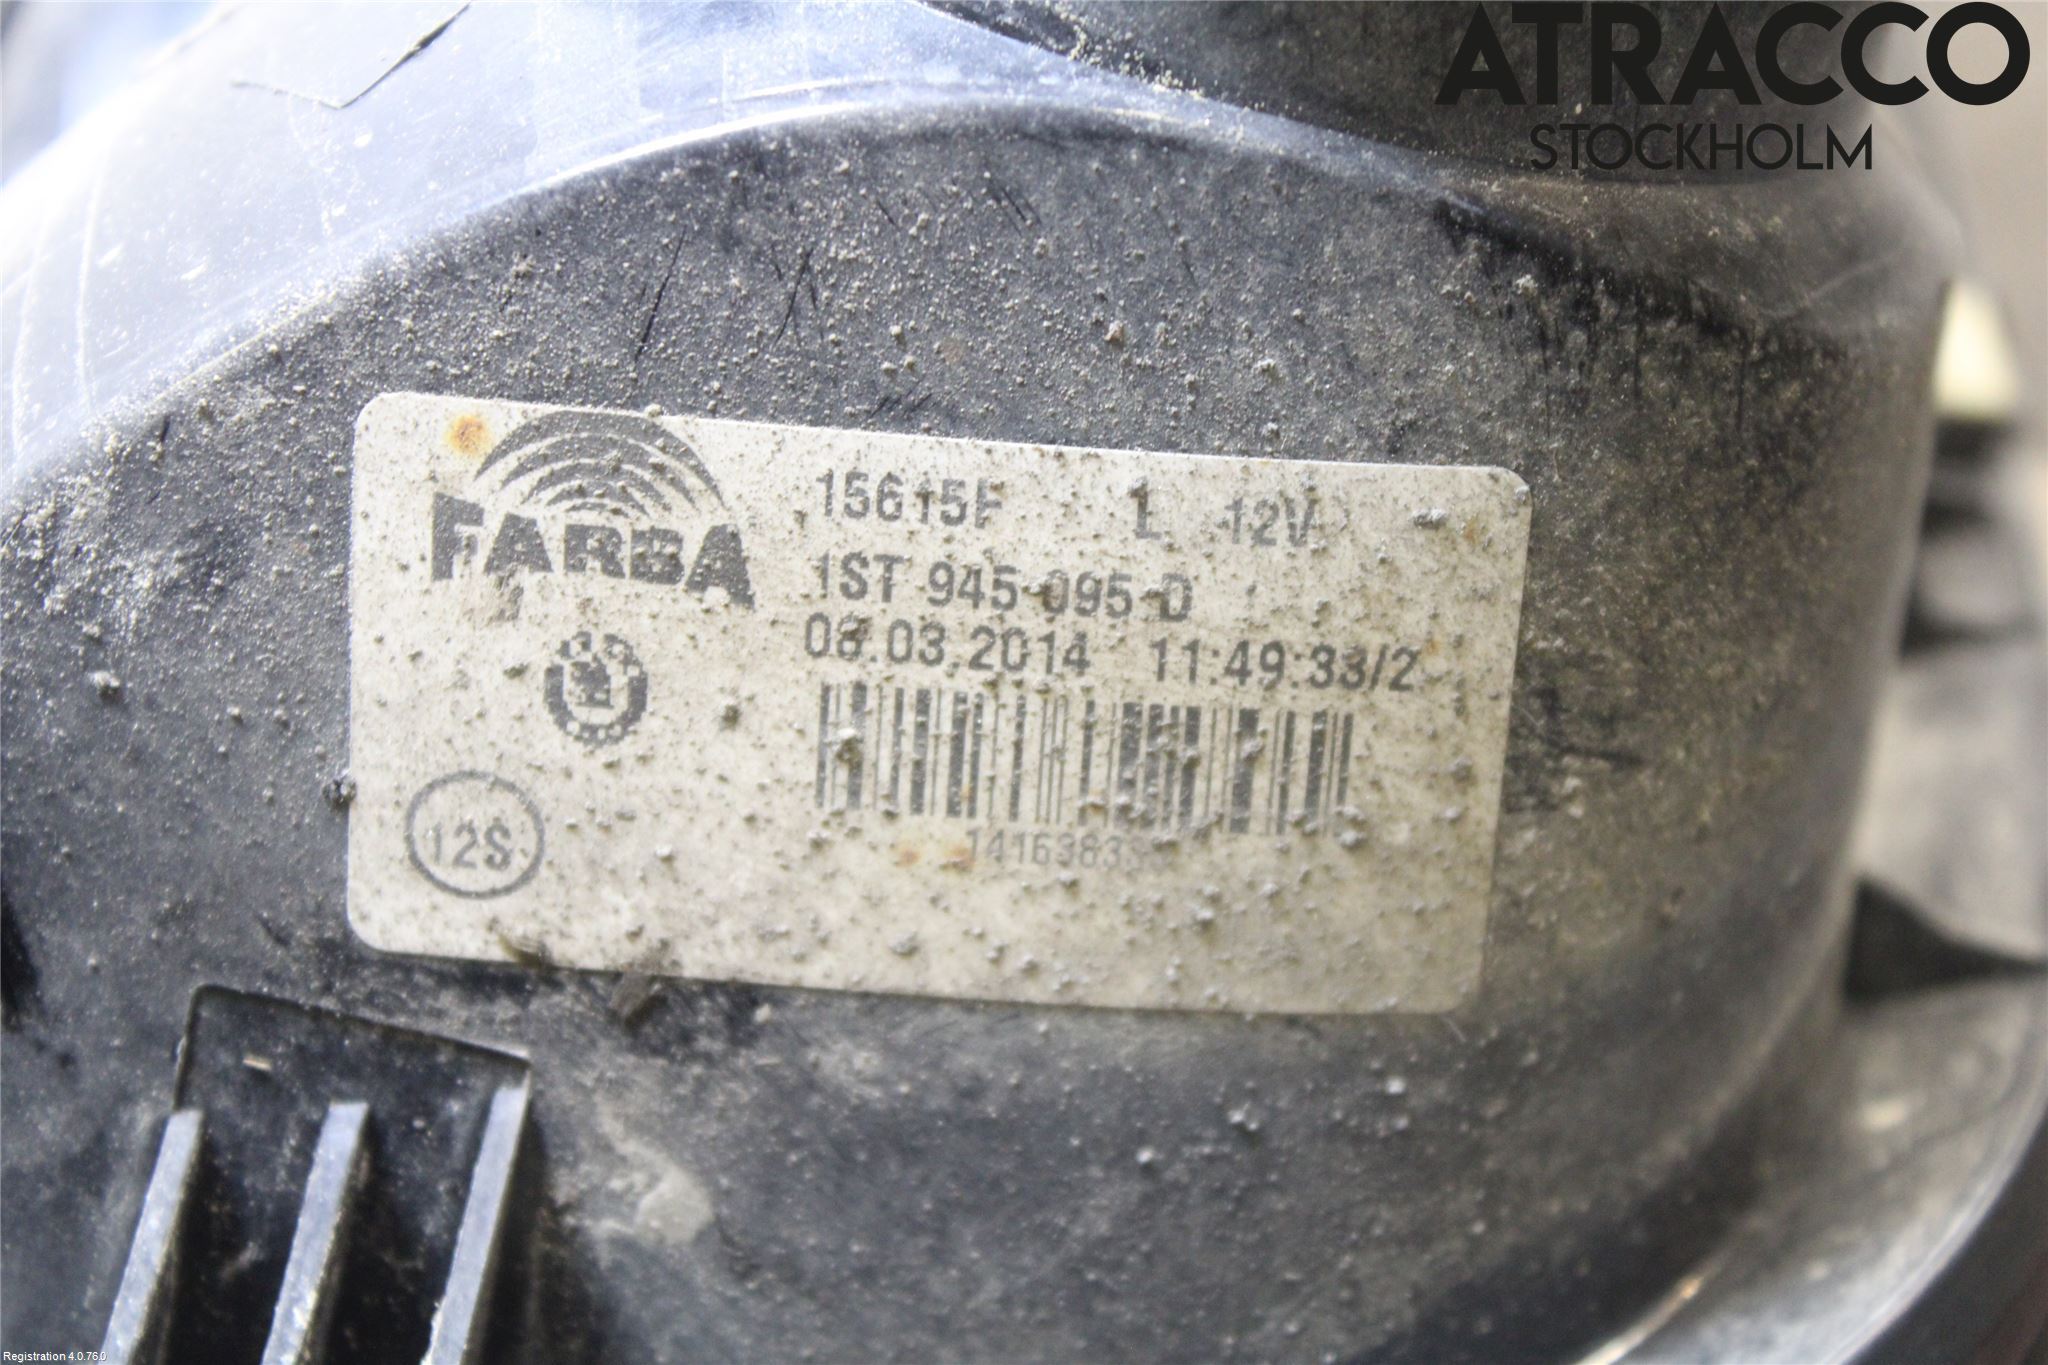 ATRACCO
STOCKHOLM
FARBA
15615F L 12V
1ST 945 095 D
08.03.2014 11:49:33/2
12S
Registration 4.0.76.0